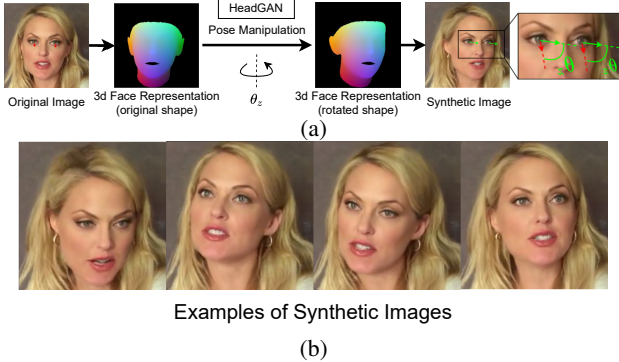 HeadGAN
Pose Manipulation
θz
θ
θ
Original Image
3d Face Representation
(original shape)
3d Face Representation
(rotated shape)
Synthetic Image
(a)
Examples of Synthetic Images
(b)